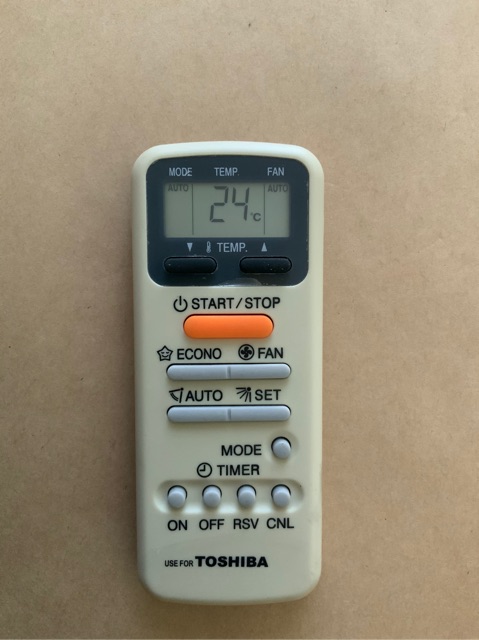 MODE TEMP. FAN
AUTO 24 °C AUTO
▼ TEMP. ▲
START/STOP
ECONO FAN
AUTO SET
MODE
TIMER
ON OFF RSV CNL
USE FOR TOSHIBA